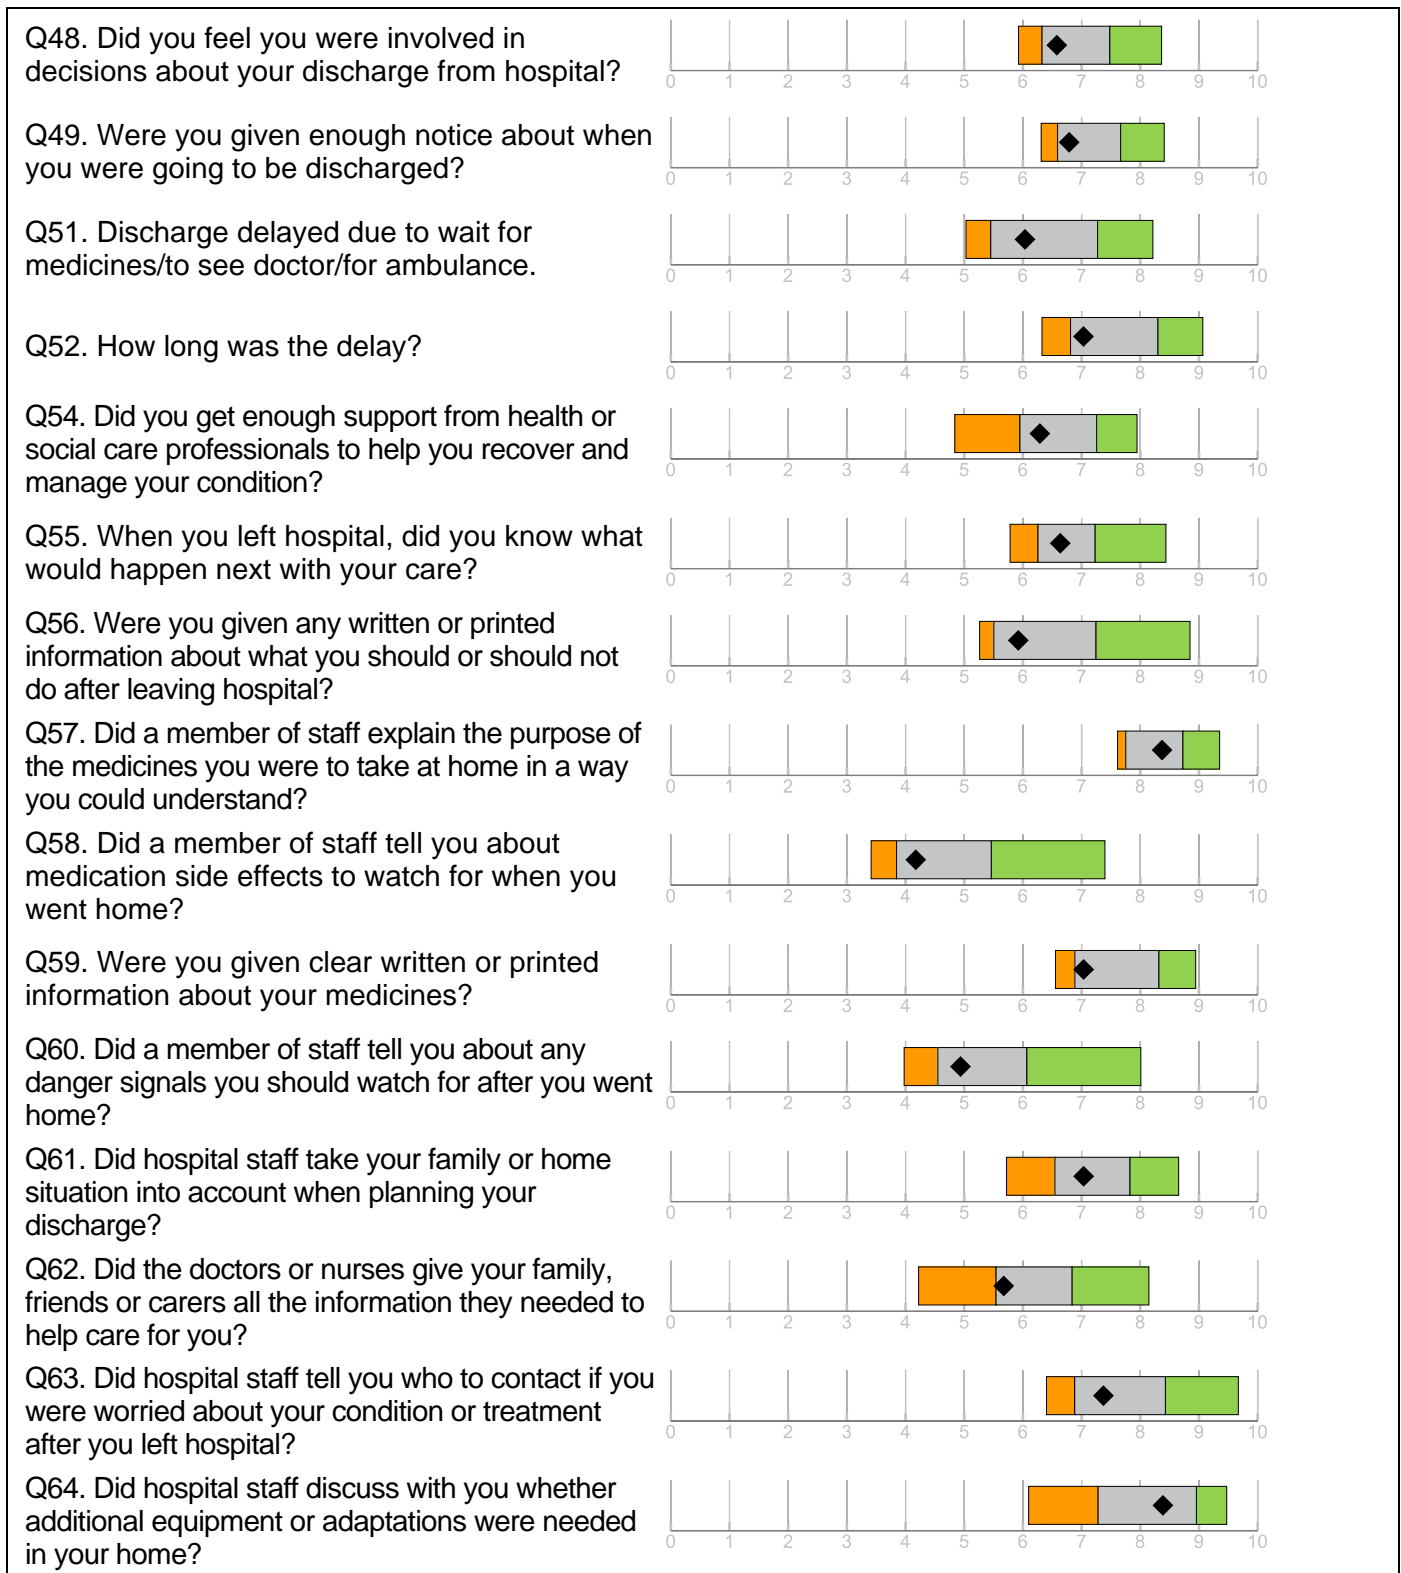 Q48. Did you feel you were involved in
decisions about your discharge from hospital?
0 1 2 3 4 5 6 7 8 9 10
Q49. Were you given enough notice about when
you were going to be discharged?
0 1 2 3 4 5 6 7 8 9 10
Q51. Discharge delayed due to wait for
medicines/to see doctor/for ambulance.
0 1 2 3 4 5 6 7 8 9 10
Q52. How long was the delay?
0 1 2 3 4 5 6 7 8 9 10
Q54. Did you get enough support from health or
social care professionals to help you recover and
manage your condition?
0 1 2 3 4 5 6 7 8 9 10
Q55. When you left hospital, did you know what
would happen next with your care?
0 1 2 3 4 5 6 7 8 9 10
Q56. Were you given any written or printed
information about what you should or should not
do after leaving hospital?
0 1 2 3 4 5 6 7 8 9 10
Q57. Did a member of staff explain the purpose of
the medicines you were to take at home in a way
you could understand?
0 1 2 3 4 5 6 7 8 9 10
Q58. Did a member of staff tell you about
medication side effects to watch for when you
went home?
0 1 2 3 4 5 6 7 8 9 10
Q59. Were you given clear written or printed
information about your medicines?
0 1 2 3 4 5 6 7 8 9 10
Q60. Did a member of staff tell you about any
danger signals you should watch for after you went
home?
0 1 2 3 4 5 6 7 8 9 10
Q61. Did hospital staff take your family or home
situation into account when planning your
discharge?
0 1 2 3 4 5 6 7 8 9 10
Q62. Did the doctors or nurses give your family,
friends or carers all the information they needed to
help care for you?
0 1 2 3 4 5 6 7 8 9 10
Q63. Did hospital staff tell you who to contact if you
were worried about your condition or treatment
after you left hospital?
0 1 2 3 4 5 6 7 8 9 10
Q64. Did hospital staff discuss with you whether
additional equipment or adaptations were needed
in your home?
0 1 2 3 4 5 6 7 8 9 10